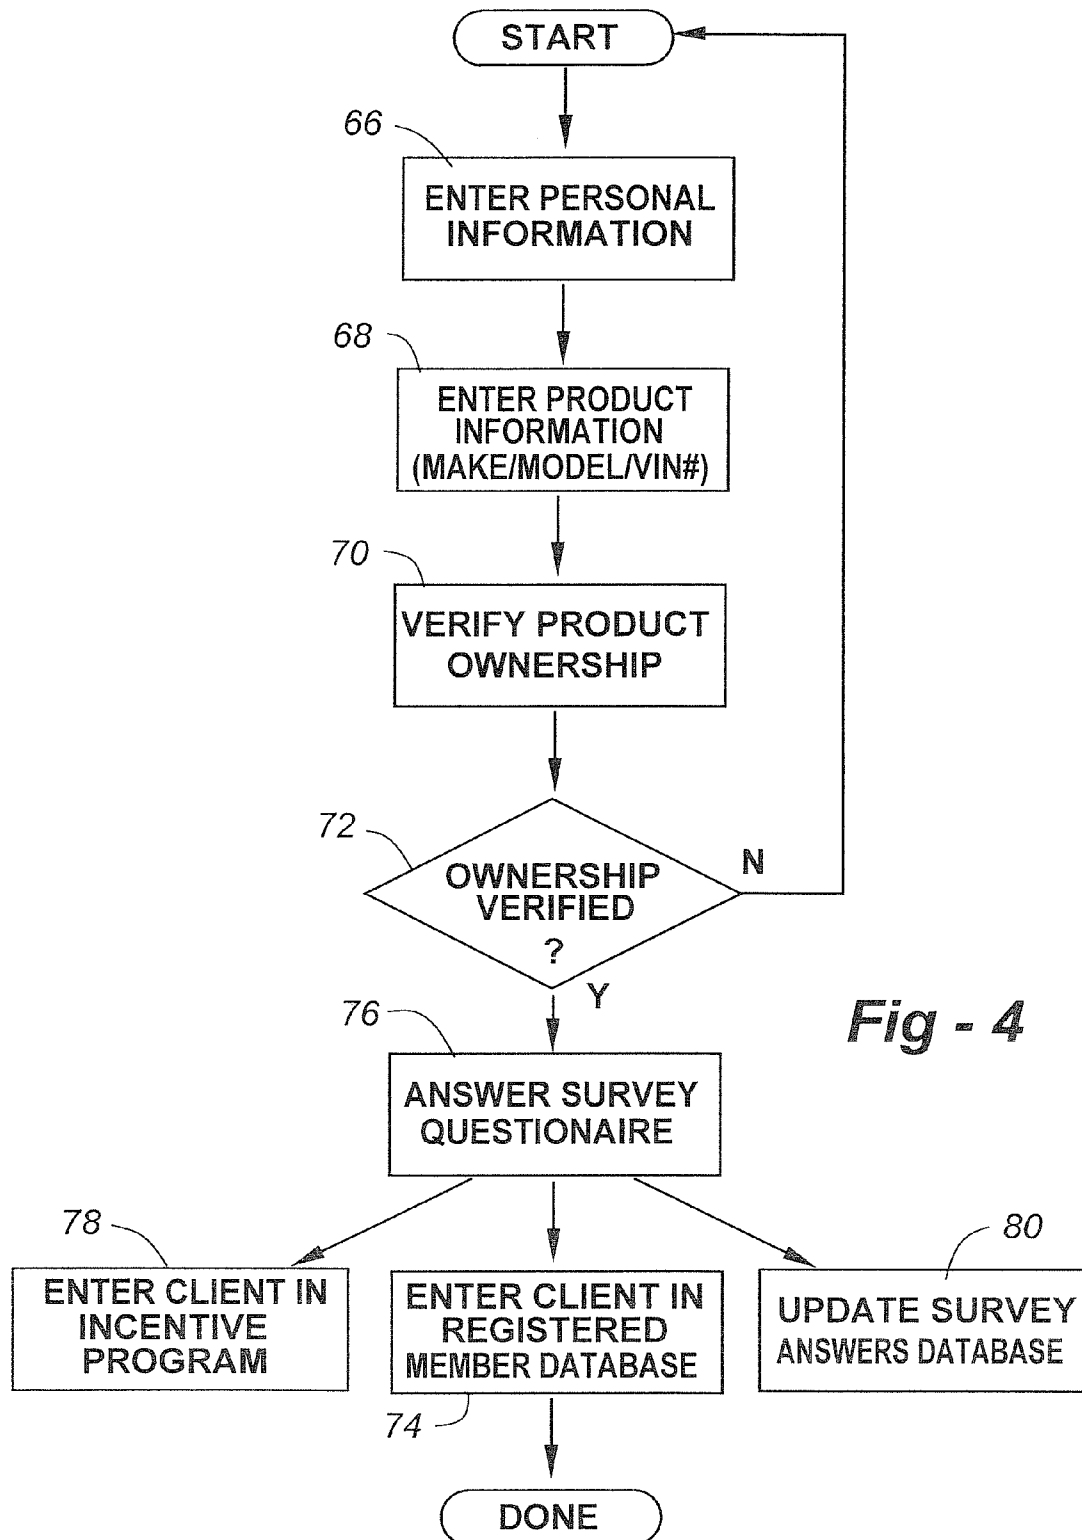 START
66
ENTER PERSONAL
INFORMATION
68
ENTER PRODUCT
INFORMATION
(MAKE/MODEL/VIN#)
70
VERIFY PRODUCT
OWNERSHIP
72
OWNERSHIP
VERIFIED
?
N
Y
Fig - 4
76
ANSWER SURVEY
QUESTIONAIRE
78
ENTER CLIENT IN
INCENTIVE
PROGRAM
ENTER CLIENT IN
REGISTERED
MEMBER DATABASE
74
80
UPDATE SURVEY
ANSWERS DATABASE
DONE